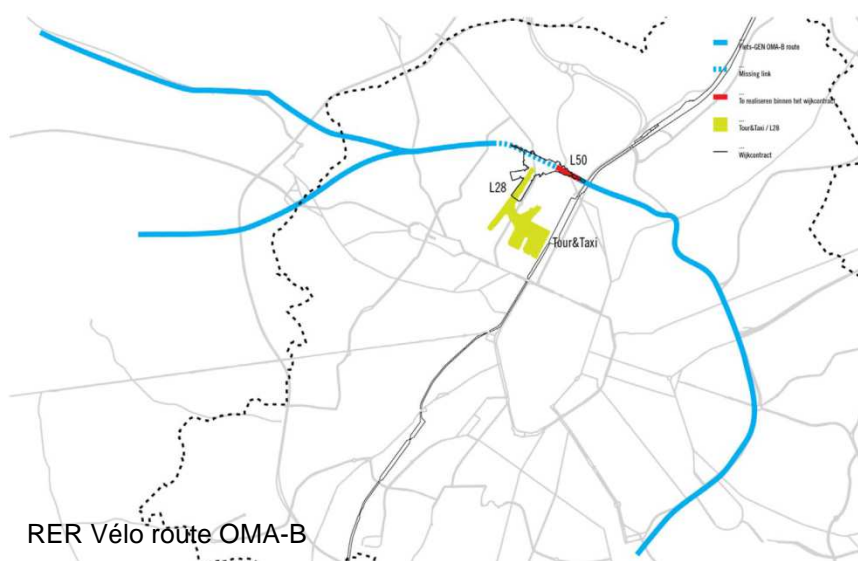 Fiets-GEN OMA-B route
Missing link
Te realiseren binnen het wijkcontract
Tour&Taxi / L28
Wijkcontract
L50
L28
Tour&Taxi
RER Vélo route OMA-B